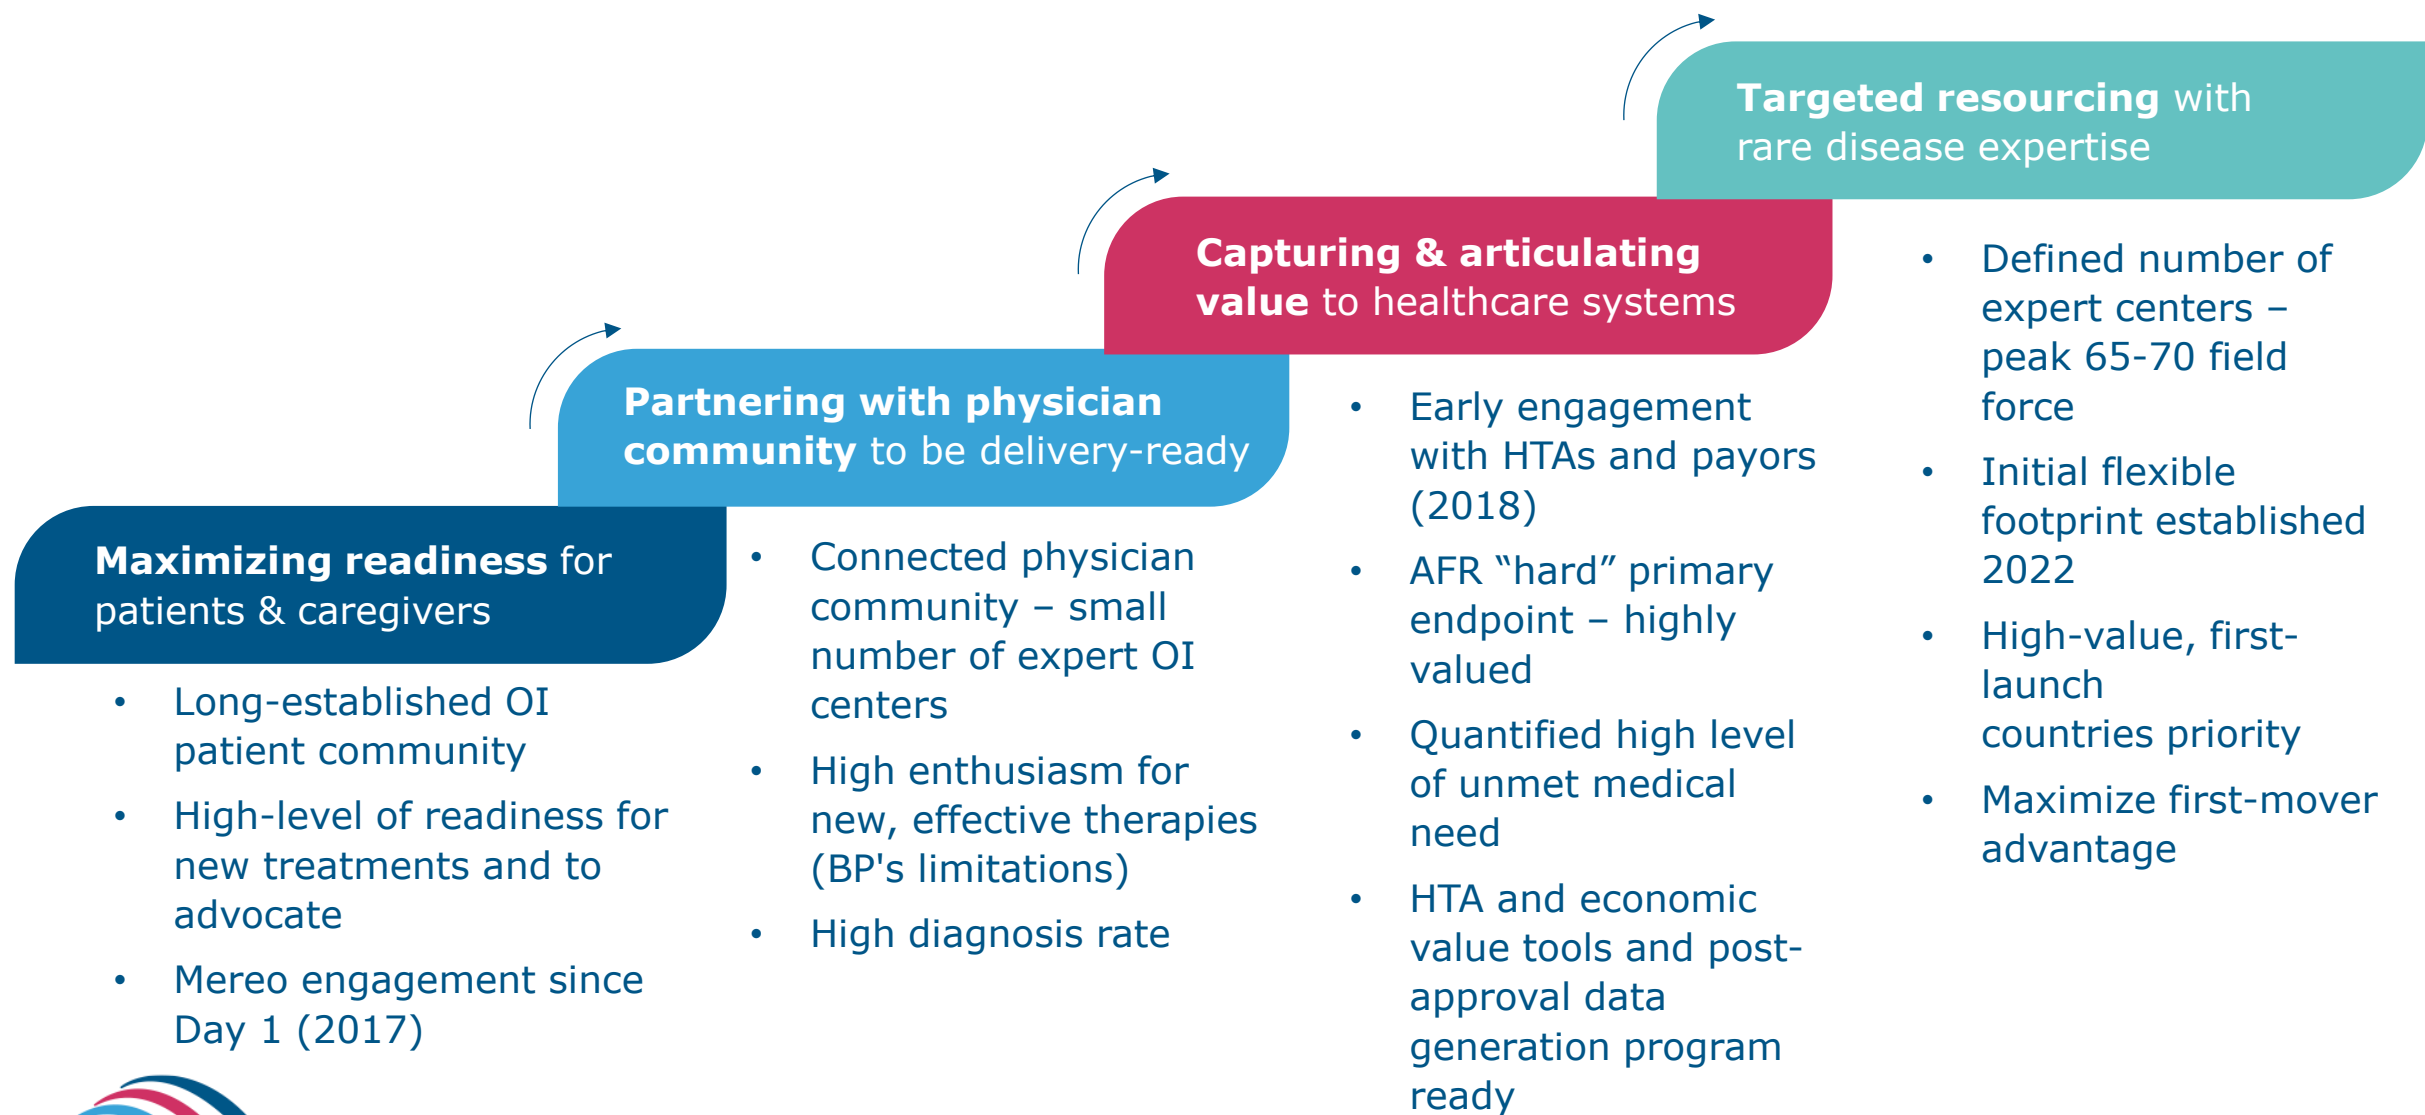 Targeted resourcing with
rare disease expertise
• Defined number of
expert centers –
peak 65-70 field
force
• Initial flexible
footprint established
2022
• High-value, first-
launch
countries priority
• Maximize first-mover
advantage
Capturing & articulating
value to healthcare systems
• Early engagement
with HTAs and payors
(2018)
• AFR “hard” primary
endpoint – highly
valued
• Quantified high level
of unmet medical
need
• HTA and economic
value tools and post-
approval data
generation program
ready
Partnering with physician
community to be delivery-ready
• Connected physician
community – small
number of expert OI
centers
• High enthusiasm for
new, effective therapies
(BP's limitations)
• High diagnosis rate
Maximizing readiness for
patients & caregivers
• Long-established OI
patient community
• High-level of readiness for
new treatments and to
advocate
• Mereo engagement since
Day 1 (2017)